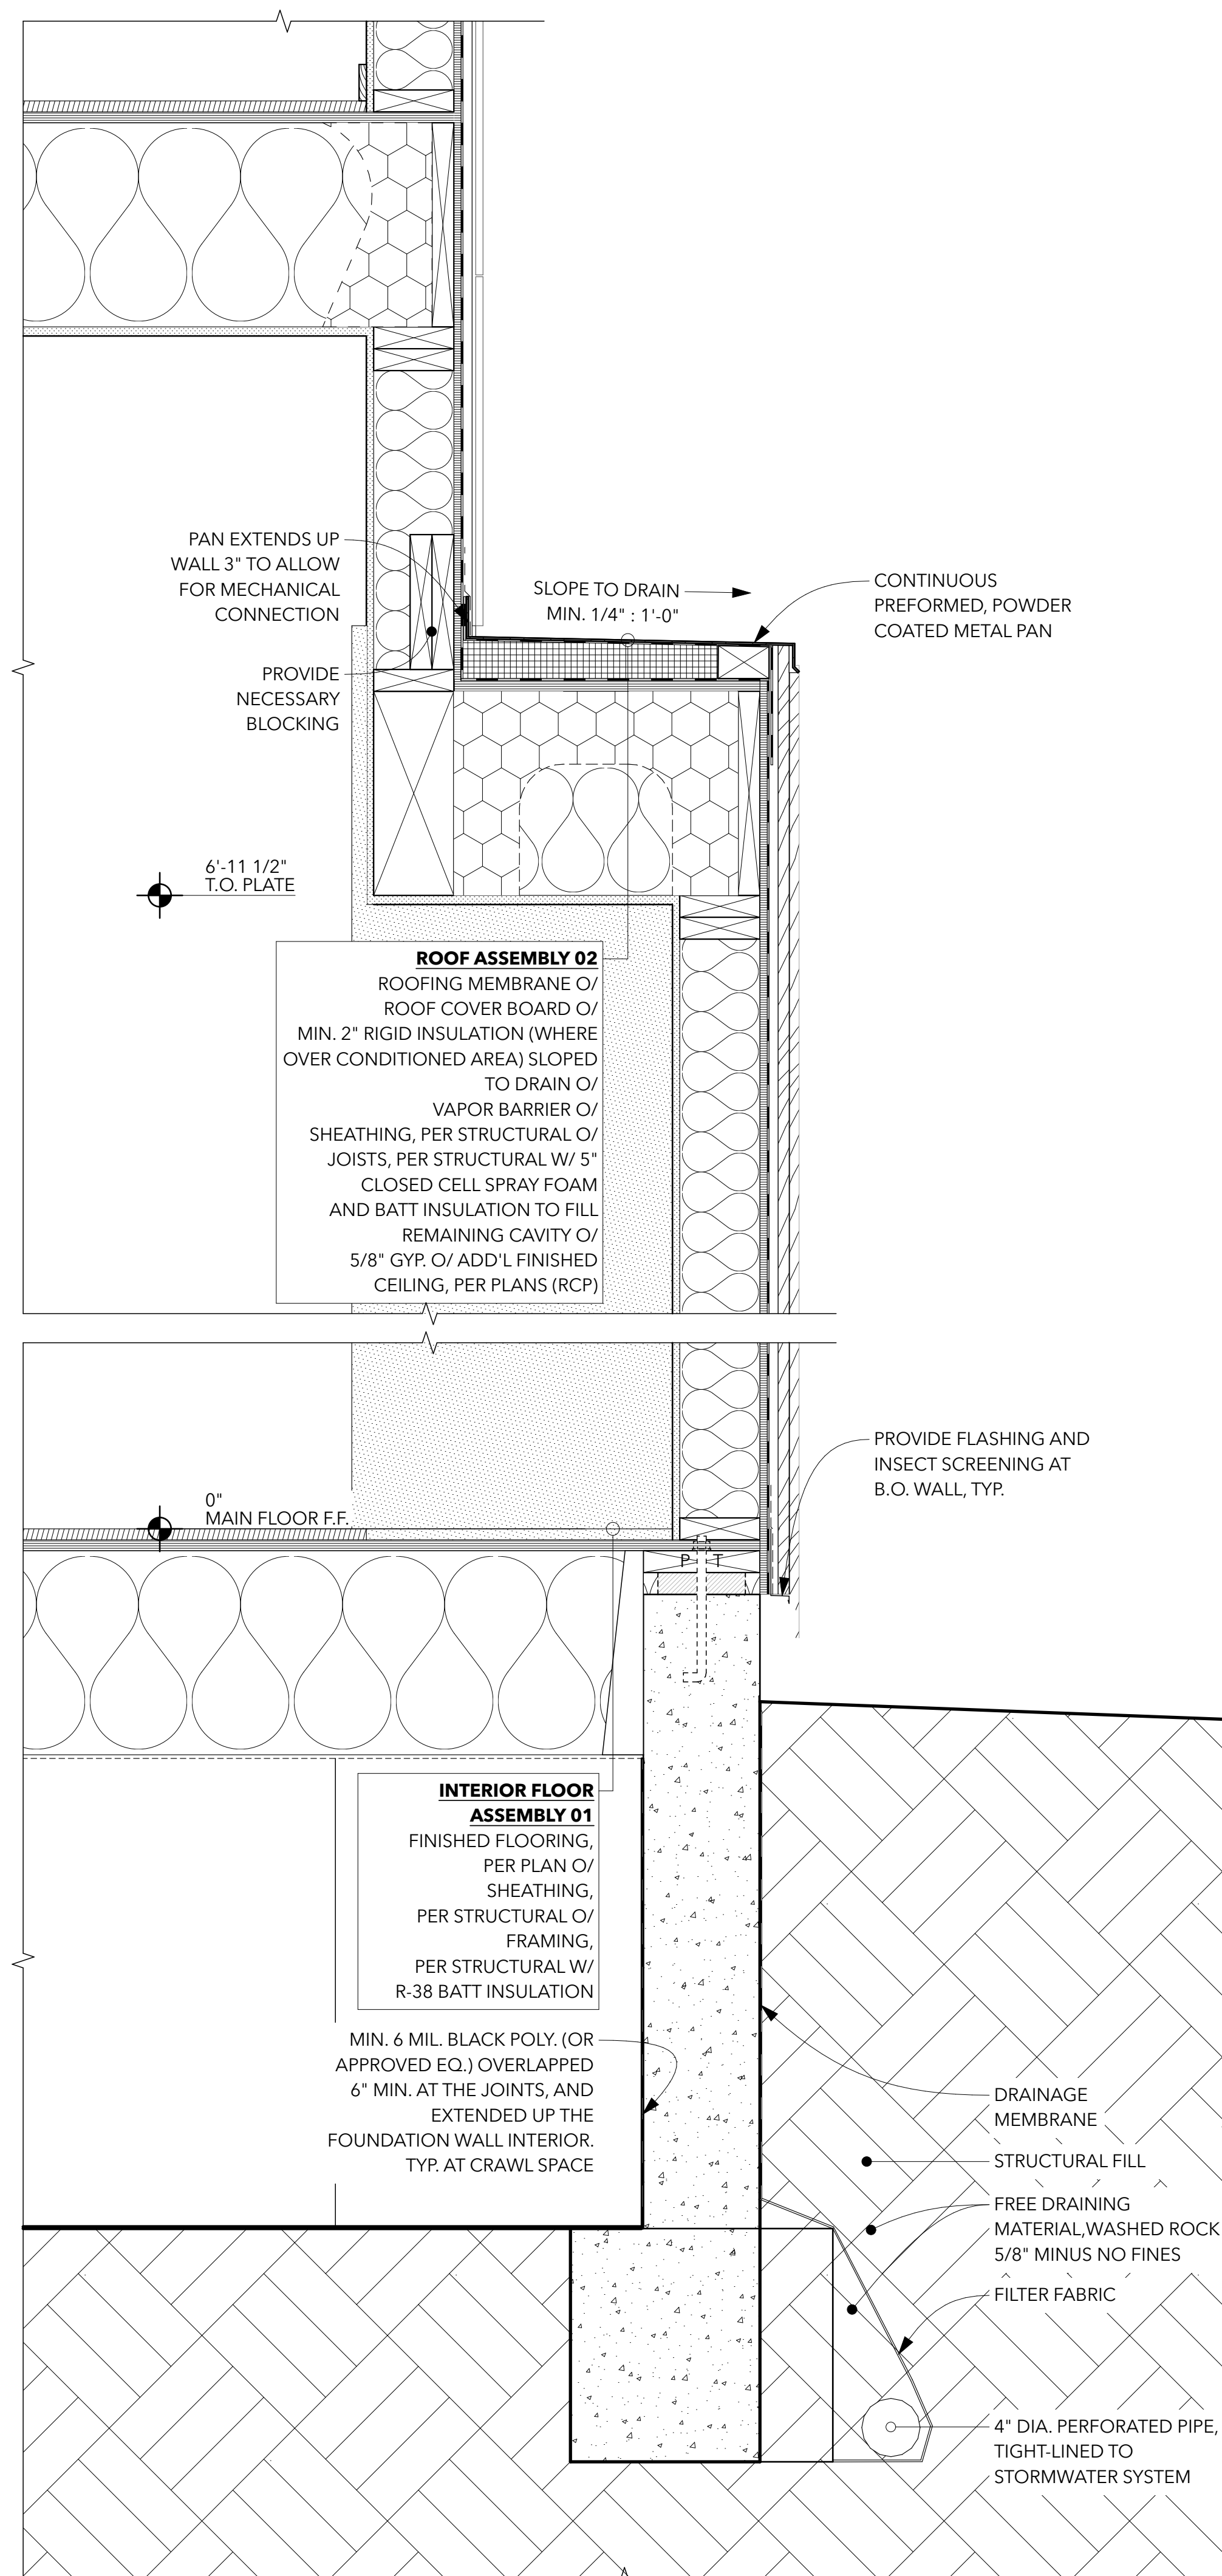 PAN EXTENDS UP
WALL 3" TO ALLOW
FOR MECHANICAL
CONNECTION
SLOPE TO DRAIN
MIN. 1/4" : 1'-0"
CONTINUOUS
PREFORMED, POWDER
COATED METAL PAN
PROVIDE
NECESSARY
BLOCKING
6'-11 1/2"
T.O. PLATE
ROOF ASSEMBLY 02
ROOFING MEMBRANE O/
ROOF COVER BOARD O/
MIN. 2" RIGID INSULATION (WHERE
OVER CONDITIONED AREA) SLOPED
TO DRAIN O/
VAPOR BARRIER O/
SHEATHING, PER STRUCTURAL O/
JOISTS, PER STRUCTURAL W/ 5"
CLOSED CELL SPRAY FOAM
AND BATT INSULATION TO FILL
REMAINING CAVITY O/
5/8" GYP. O/ ADD'L FINISHED
CEILING, PER PLANS (RCP)
PROVIDE FLASHING AND
INSECT SCREENING AT
B.O. WALL, TYP.
0"
MAIN FLOOR F.F.
P T
INTERIOR FLOOR
ASSEMBLY 01
FINISHED FLOORING,
PER PLAN O/
SHEATHING,
PER STRUCTURAL O/
FRAMING,
PER STRUCTURAL W/
R-38 BATT INSULATION
MIN. 6 MIL. BLACK POLY. (OR
APPROVED EQ.) OVERLAPPED
6" MIN. AT THE JOINTS, AND
EXTENDED UP THE
FOUNDATION WALL INTERIOR.
TYP. AT CRAWL SPACE
DRAINAGE
MEMBRANE
STRUCTURAL FILL
FREE DRAINING
MATERIAL,WASHED ROCK
5/8" MINUS NO FINES
FILTER FABRIC
4" DIA. PERFORATED PIPE,
TIGHT-LINED TO
STORMWATER SYSTEM